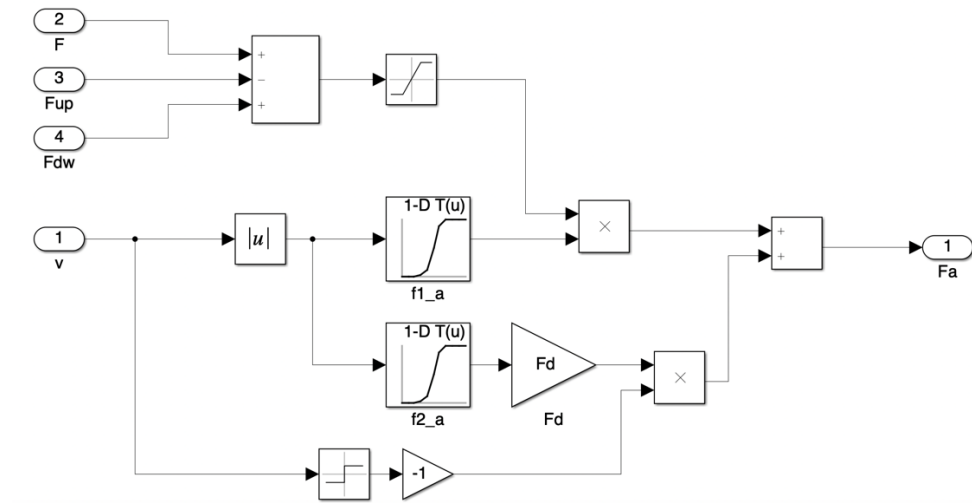 2
F
+
3
−
Fup
4
+
Fdw
1-D T(u)
1
|u|
×
+
v
+
1
f1_a
Fa
1-D T(u)
Fd
×
f2_a
Fd
-1